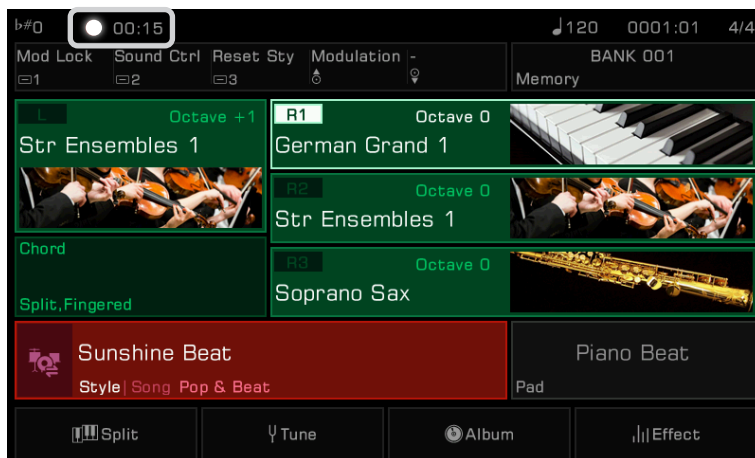 ♭#0 00:15 ♩120 0001:01 4/4
Mod Lock Sound Ctrl Reset Sty Modulation - BANK 001
1 2 3 Memory
L Octave +1 R1 Octave 0
Str Ensembles 1 German Grand 1
R2 Octave 0
Str Ensembles 1
Chord R3 Octave 0
Split,Fingered Soprano Sax
Sunshine Beat Piano Beat
Style| Song Pop & Beat Pad
Split Tune Album Effect